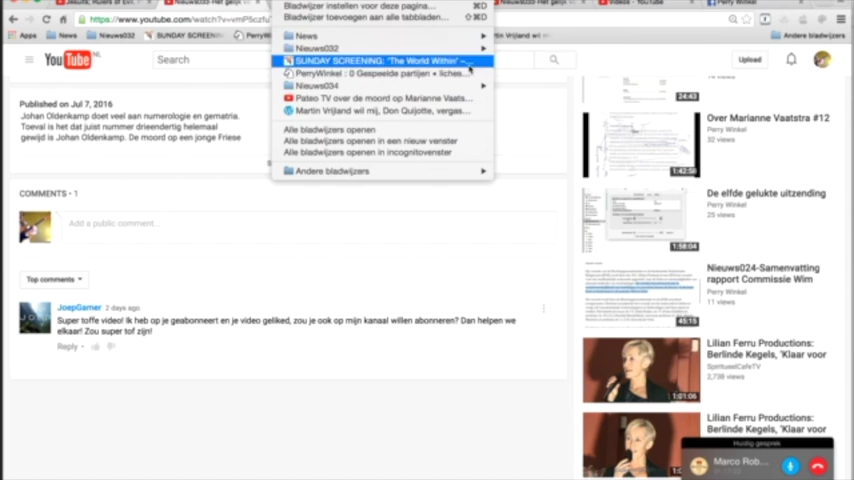 Bladwijzer instellen voor deze pagina...
Bladwijzer toevoegen aan alle tabbladen...
News
Nieuws032
SUNDAY SCREENING: 'The World Within' -...
PerryWinkel : 0 Gespeelde partijen • liches...
Nieuws034
Pateo TV over de moord op Marianne Vaats...
Martin Vrijland wil mij, Don Quijotte, vergas...
Alle bladwijzers openen
Alle bladwijzers openen in een nieuw venster
Alle bladwijzers openen in incognitovenster
Andere bladwijzers
Videos - YouTube
Perry Winkel
https://www.youtube.com/watch?v=vmP5czfu
Apps
News
Nieuws032
SUNDAY SCREENING
Andere bladwijzers
YouTube NL
Search
Upload
Published on Jul 7, 2016
Johan Oldenkamp doet veel aan numerologie en gematria.
Toeval is het dat juist nummer drieendertig helemaal
gewijd is Johan Oldenkamp. De moord op een jonge Friese
COMMENTS • 1
Add a public comment...
Top comments
JoepGamer 2 days ago
Super toffe video! Ik heb op je geabonneert en je video geliked, zou je ook op mijn kanaal willen abonneren? Dan helpen we
elkaar! Zou super tof zijn!
Reply
24:43
Over Marianne Vaatstra #12
Perry Winkel
32 views
1:42:58
De elfde gelukte uitzending
Perry Winkel
25 views
1:58:04
Nieuws024-Samenvatting
rapport Commissie Wim
Perry Winkel
11 views
45:15
Lilian Ferru Productions:
Berlinde Kegels, 'Klaar voor
SpiritueelCafeTV
2,738 views
1:01:06
Lilian Ferru Productions:
Berlinde Kegels, 'Klaar voor
Huidig gesprek
Marco Rob...